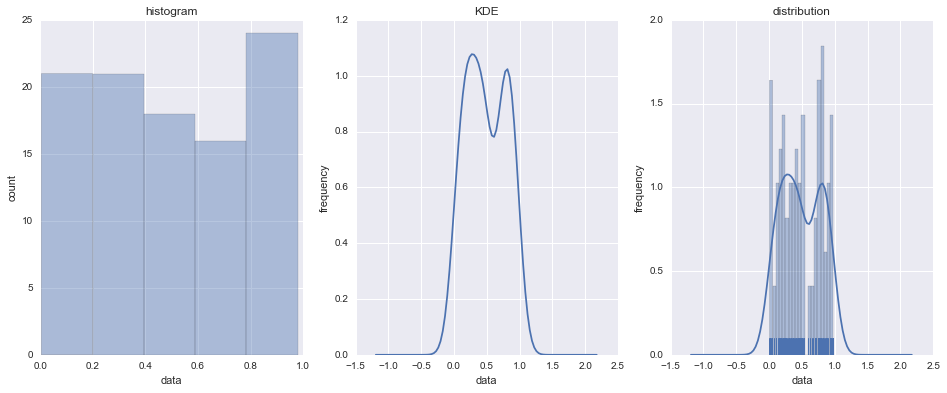 histogram
25
20
15
10
5
0
count
0.0 0.2 0.4 0.6 0.8 1.0
data
KDE
1.2
1.0
0.8
0.6
0.4
0.2
0.0
frequency
−1.5 −1.0 −0.5 0.0 0.5 1.0 1.5 2.0 2.5
data
distribution
2.0
1.5
1.0
0.5
0.0
frequency
−1.5 −1.0 −0.5 0.0 0.5 1.0 1.5 2.0 2.5
data